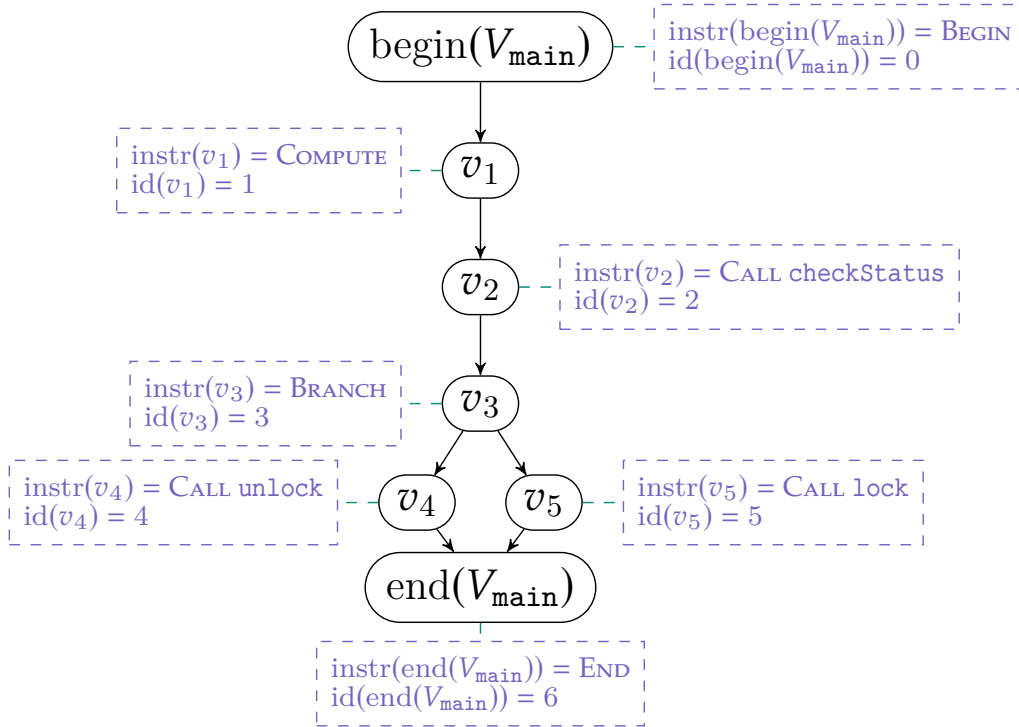 begin(V_main)
instr(begin(V_main)) = BEGIN
id(begin(V_main)) = 0
instr(v_1) = COMPUTE
id(v_1) = 1
v_1
v_2
instr(v_2) = CALL checkStatus
id(v_2) = 2
instr(v_3) = BRANCH
id(v_3) = 3
v_3
instr(v_4) = CALL unlock
id(v_4) = 4
v_4
v_5
instr(v_5) = CALL lock
id(v_5) = 5
end(V_main)
instr(end(V_main)) = END
id(end(V_main)) = 6